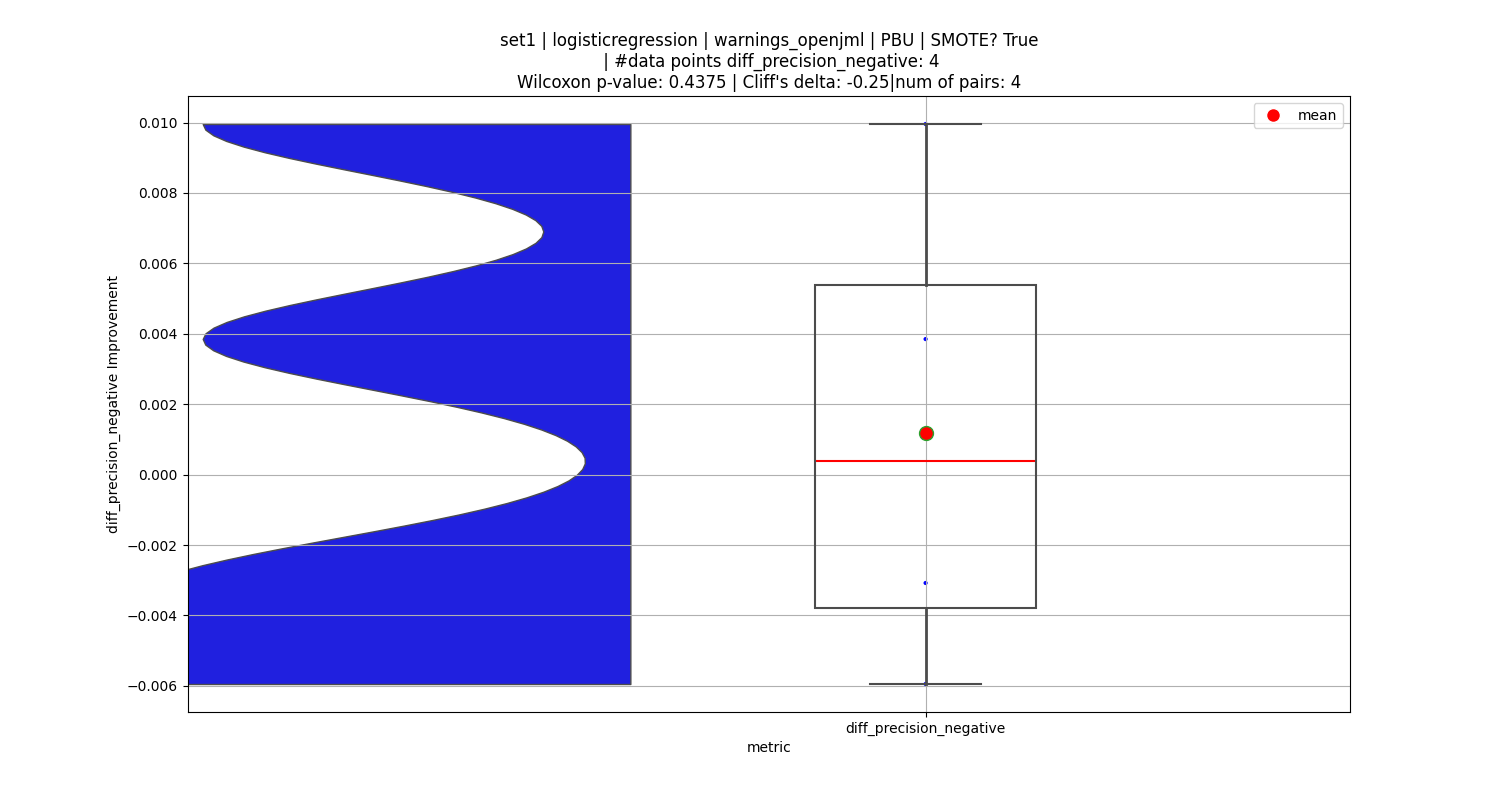 set1 | logisticregression | warnings_openjml | PBU | SMOTE? True
| #data points diff_precision_negative: 4
Wilcoxon p-value: 0.4375 | Cliff's delta: -0.25|num of pairs: 4
mean
diff_precision_negative Improvement
0.010
0.008
0.006
0.004
0.002
0.000
−0.002
−0.004
−0.006
diff_precision_negative
metric